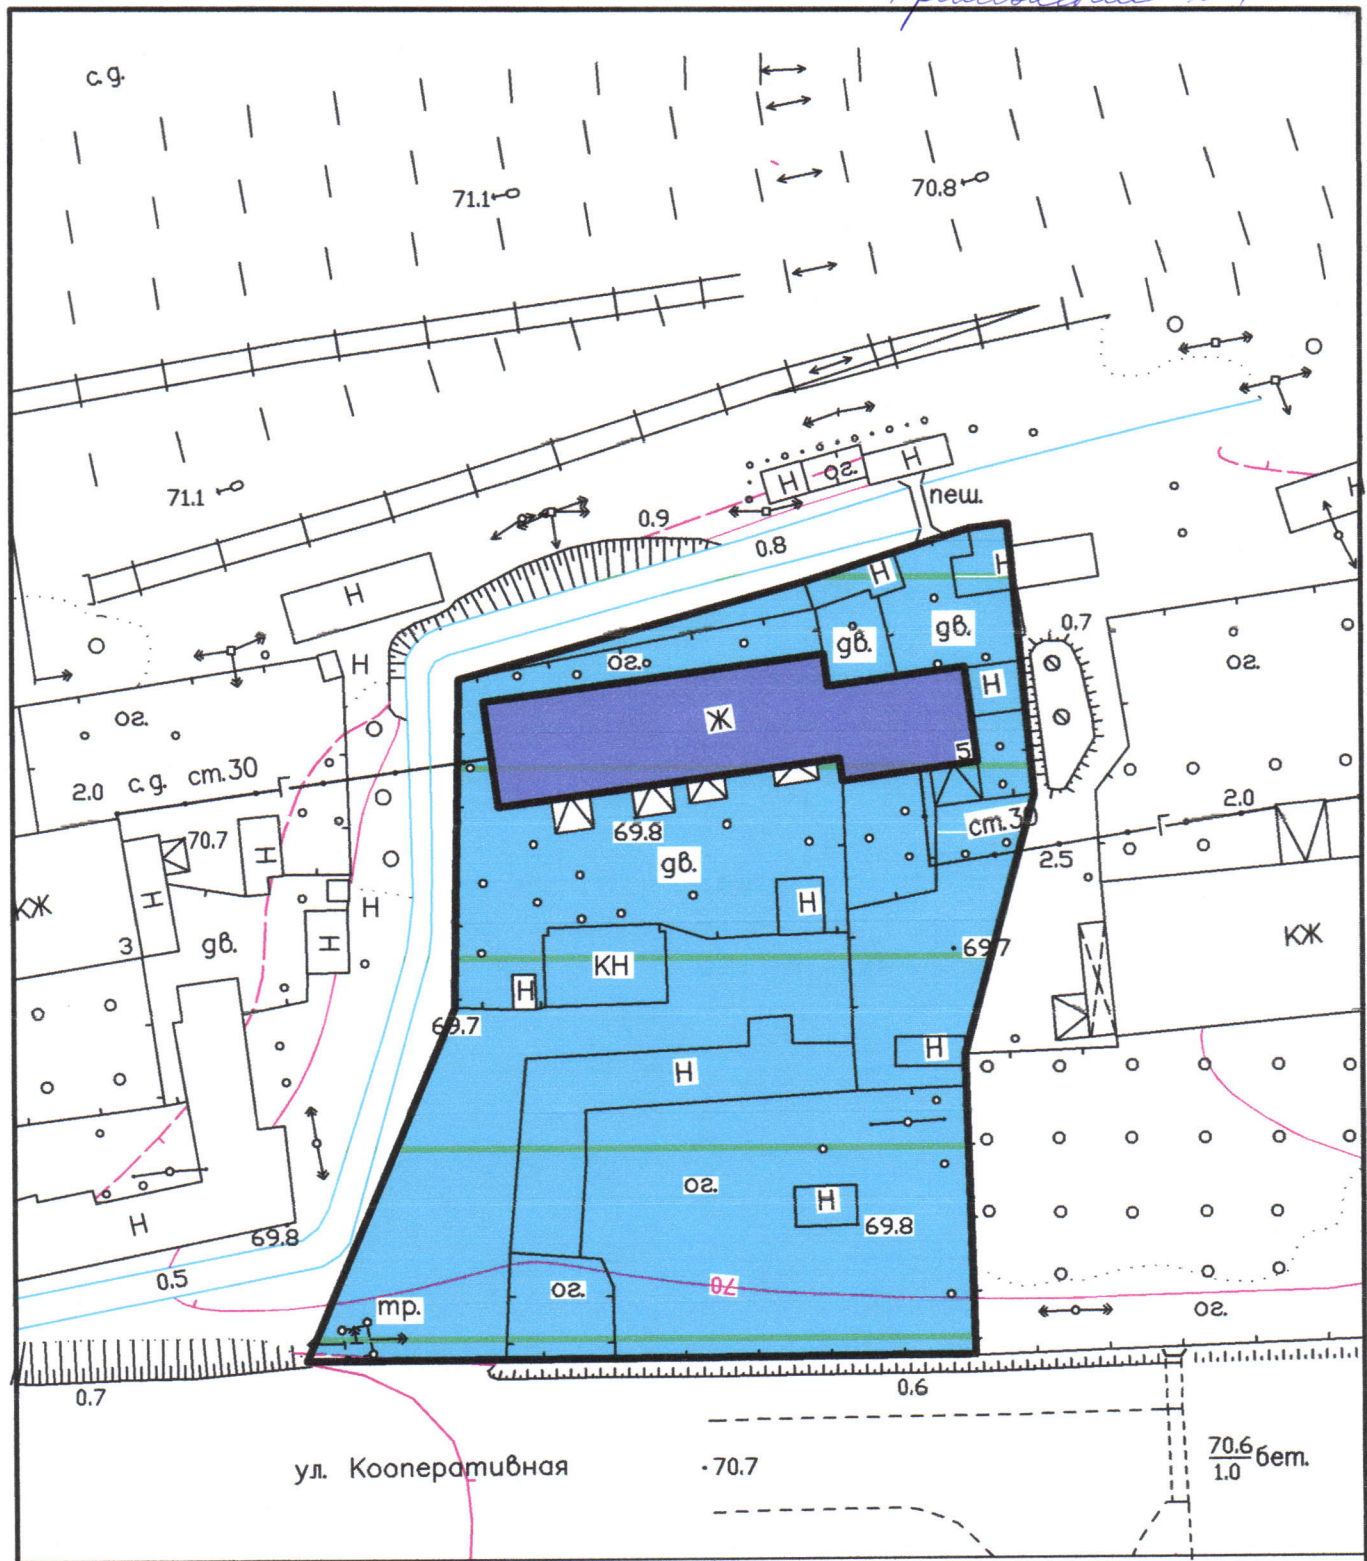 с.д.
71.1
70.8
71.1
Н
ог.
Н
Н
пеш.
0.9
0.8
Н
Н
Н
0.7
дв.
дв.
ог.
Н
ог.
Н
ог.
Ж
5
2.0
с.д.
ст.30
Г
69.8
ст.30
2.0
Г
2.5
70.7
Н
дв.
Н
КЖ
Н
Н
3
дв.
Н
КН
69.7
КЖ
Н
69.7
Н
Н
ог.
Н
69.8
Н
69.8
0.5
ог.
70
тр.
ог.
0.7
0.6
ул. Кооперативная
70.7
70.6
1.0
бет.